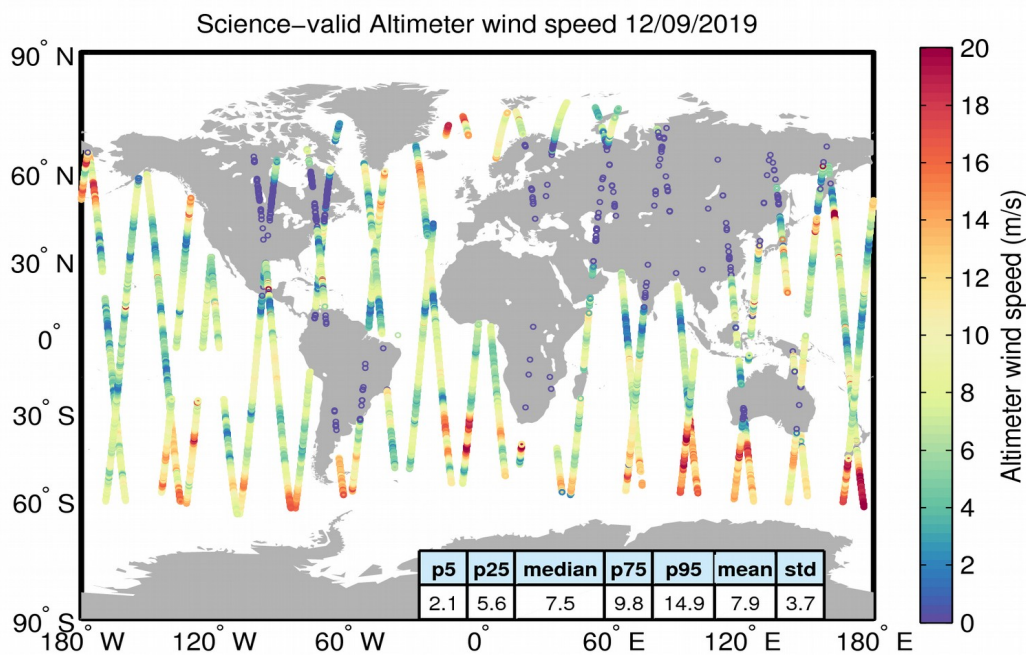 Science−valid Altimeter wind speed 12/09/2019
90° N
60° N
30° N
0°
30° S
60° S
90° S
180° W
120° W
60° W
0°
60° E
120° E
180° E
p5 p25 median p75 p95 mean std
2.1 5.6 7.5 9.8 14.9 7.9 3.7
20
18
16
14
12
10
8
6
4
2
0
Altimeter wind speed (m/s)